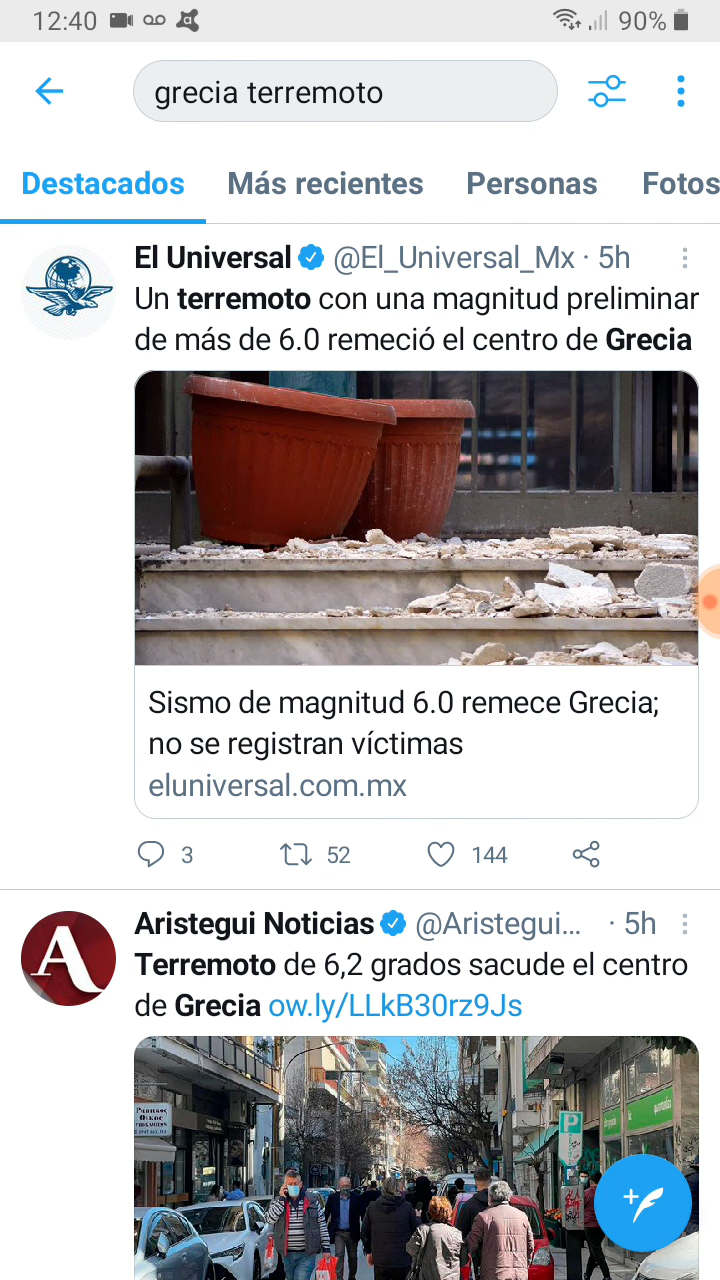 12:40
90%
grecia terremoto
Destacados Más recientes Personas Fotos
El Universal @El_Universal_Mx · 5h
Un terremoto con una magnitud preliminar
de más de 6.0 remeció el centro de Grecia
Sismo de magnitud 6.0 remece Grecia;
no se registran víctimas
eluniversal.com.mx
3 52 144
Aristegui Noticias @Aristegui... · 5h
Terremoto de 6,2 grados sacude el centro
de Grecia ow.ly/LLkB30rz9Js
A
P